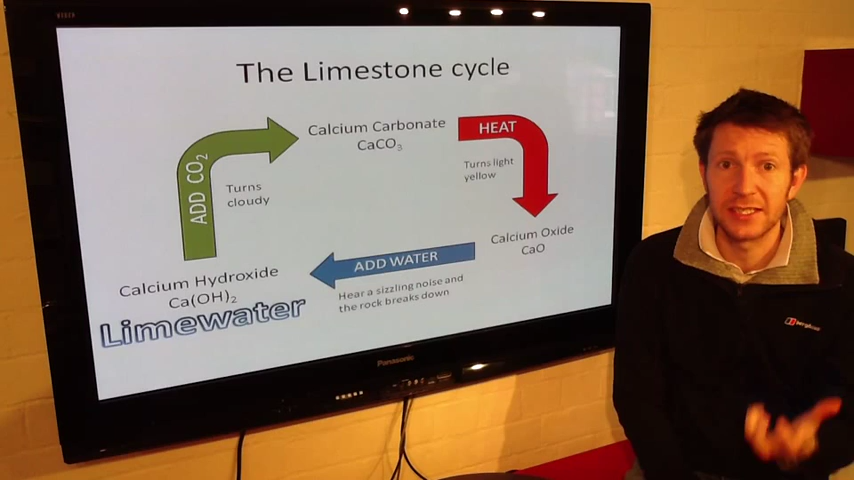 The Limestone cycle
Calcium Carbonate
CaCO3
HEAT
Turns light
yellow
Calcium Oxide
CaO
ADD WATER
Hear a sizzling noise and
the rock breaks down
Calcium Hydroxide
Ca(OH)2
Limewater
ADD CO2
Turns
cloudy
Panasonic
berghaus